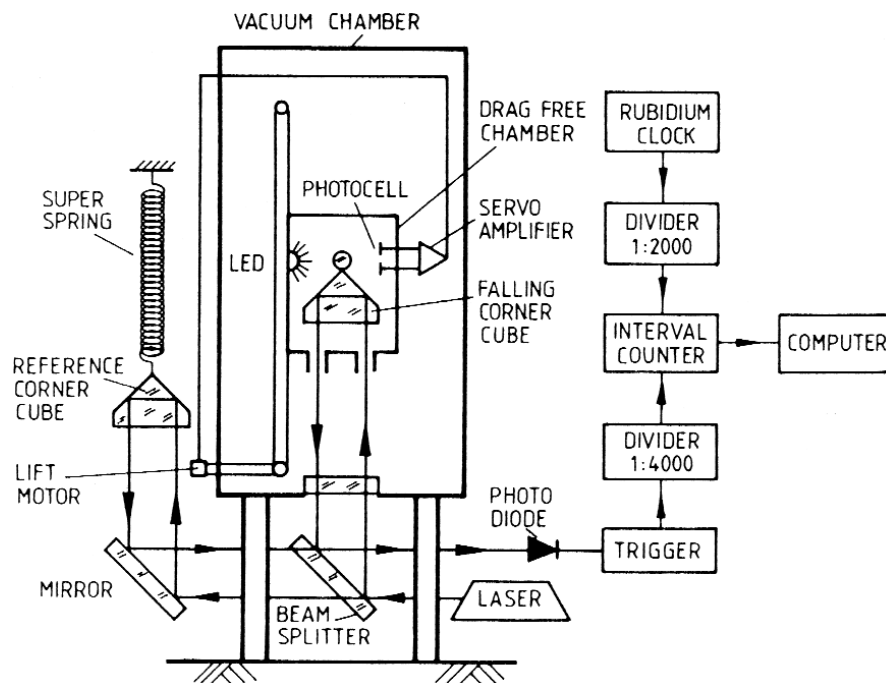 VACUUM CHAMBER
DRAG FREE
CHAMBER
RUBIDIUM
CLOCK
PHOTOCELL
SUPER
SPRING
SERVO
AMPLIFIER
DIVIDER
1:2000
LED
FALLING
CORNER
CUBE
INTERVAL
COUNTER
COMPUTER
REFERENCE
CORNER
CUBE
DIVIDER
1:4000
LIFT
MOTOR
PHOTO
DIODE
TRIGGER
MIRROR
BEAM
SPLITTER
LASER